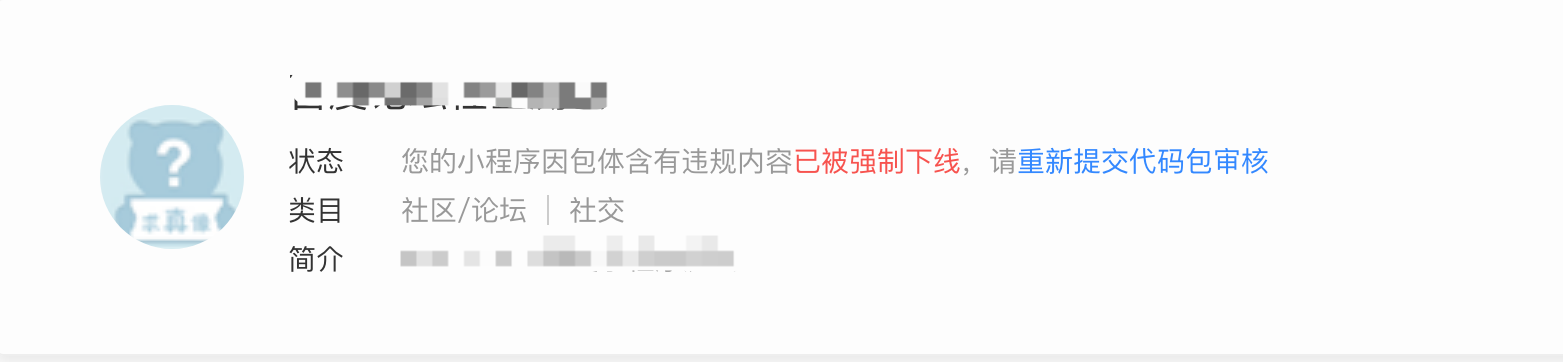 ?
求真像
状态 您的小程序因包体含有违规内容已被强制下线，请重新提交代码包审核
类目 社区/论坛 | 社交
简介